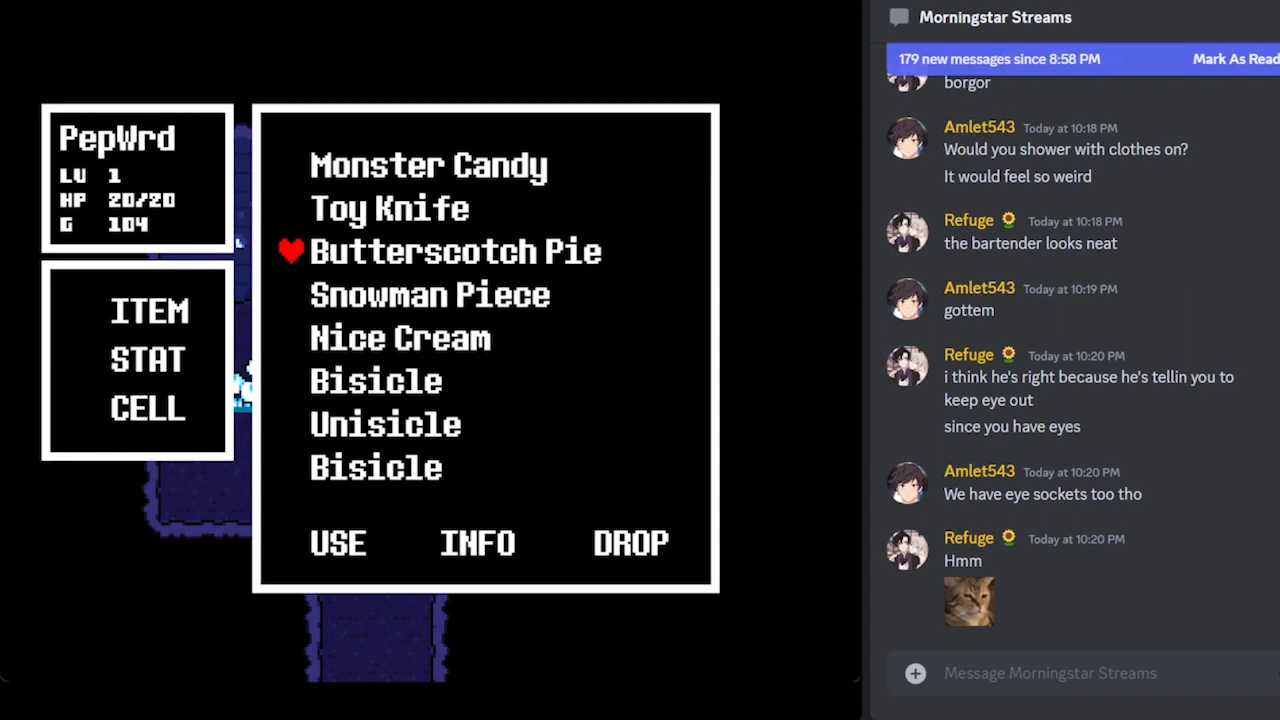 PepWrd
LV 1
HP 20/20
G 104
ITEM
STAT
CELL
Monster Candy
Toy Knife
Butterscotch Pie
Snowman Piece
Nice Cream
Bisicle
Unisicle
Bisicle
USE INFO DROP
Morningstar Streams
179 new messages since 8:58 PM Mark As Read
borgor
Amlet543 Today at 10:18 PM
Would you shower with clothes on?
It would feel so weird
Refuge 🌻 Today at 10:18 PM
the bartender looks neat
Amlet543 Today at 10:19 PM
gottem
Refuge 🌻 Today at 10:20 PM
i think he's right because he's tellin you to
keep eye out
since you have eyes
Amlet543 Today at 10:20 PM
We have eye sockets too tho
Refuge 🌻 Today at 10:20 PM
Hmm
Message Morningstar Streams